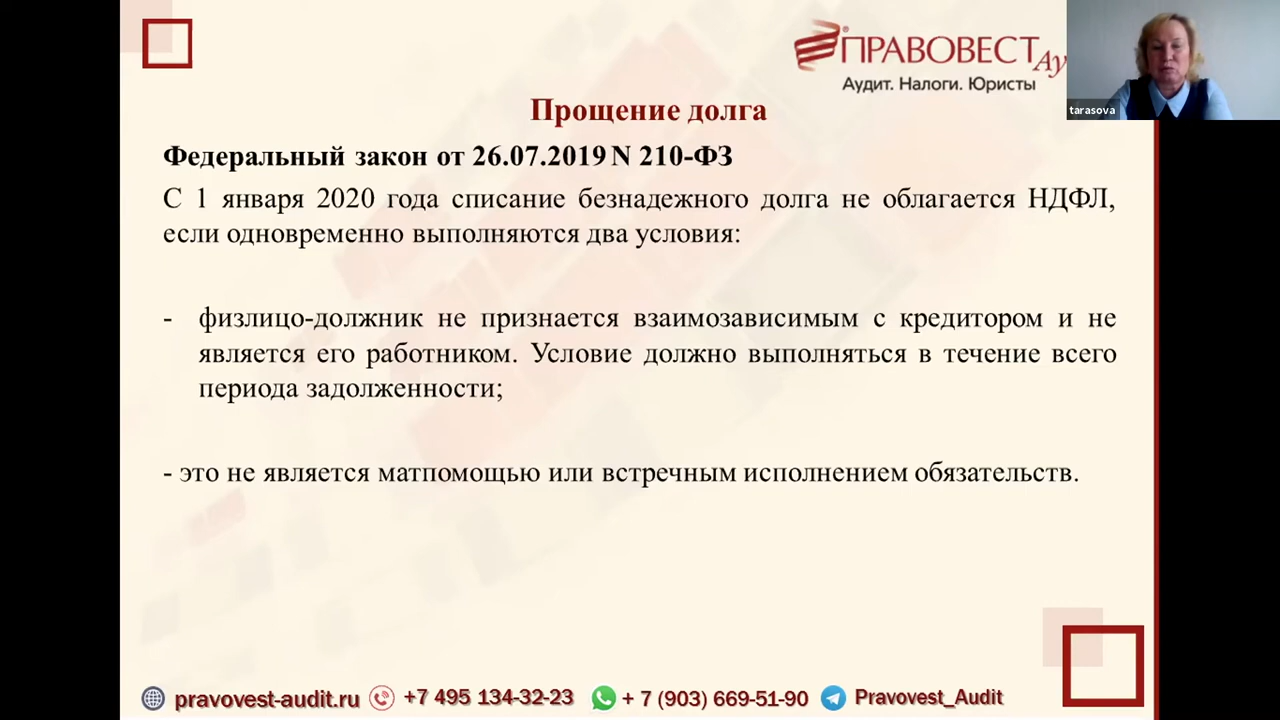 ПРАВОВЕСТ Ау
Аудит. Налоги. Юристы
tarasova
Прощение долга
Федеральный закон от 26.07.2019 N 210-ФЗ
С 1 января 2020 года списание безнадежного долга не облагается НДФЛ,
если одновременно выполняются два условия:
- физлицо-должник не признается взаимозависимым с кредитором и не
является его работником. Условие должно выполняться в течение всего
периода задолженности;
- это не является матпомощью или встречным исполнением обязательств.
pravovest-audit.ru +7 495 134-32-23 + 7 (903) 669-51-90 Pravovest_Audit